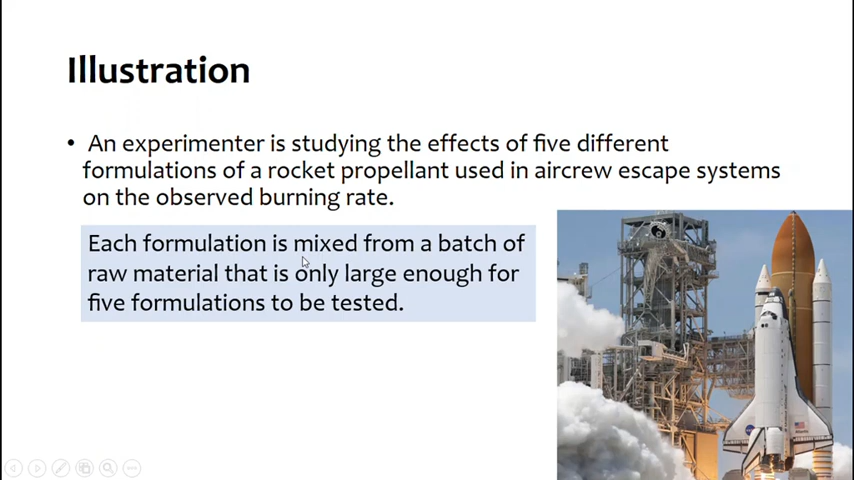 Illustration
• An experimenter is studying the effects of five different
formulations of a rocket propellant used in aircrew escape systems
on the observed burning rate.
Each formulation is mixed from a batch of
raw material that is only large enough for
five formulations to be tested.